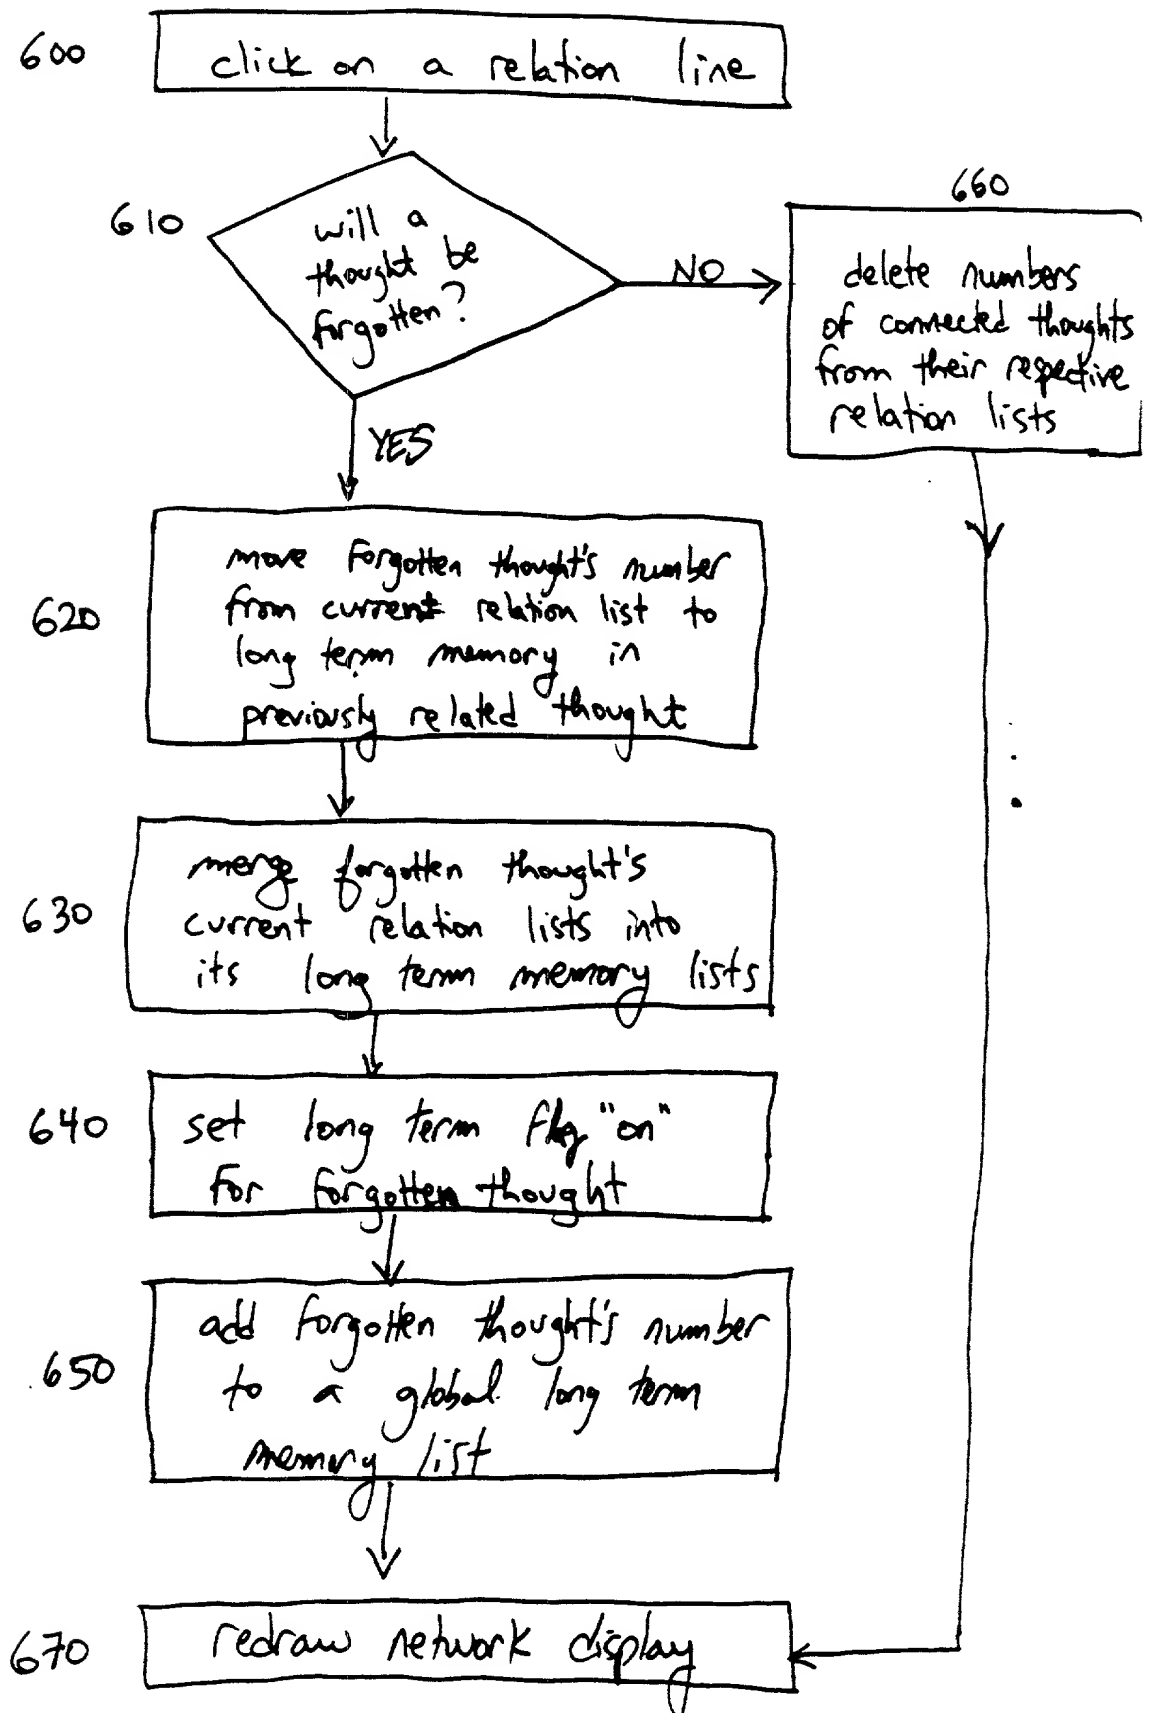 600
click on a relation line
610
will a
thought be
forgotten?
NO
660
delete numbers
of connected thoughts
from their respective
relation lists
YES
620
move forgotten thought's number
from current relation list to
long term memory in
previously related thought
630
merge forgotten thought's
current relation lists into
its long term memory lists
640
set long term flag "on"
for forgotten thought
650
add forgotten thought's number
to a global long term
memory list
670
redraw network display